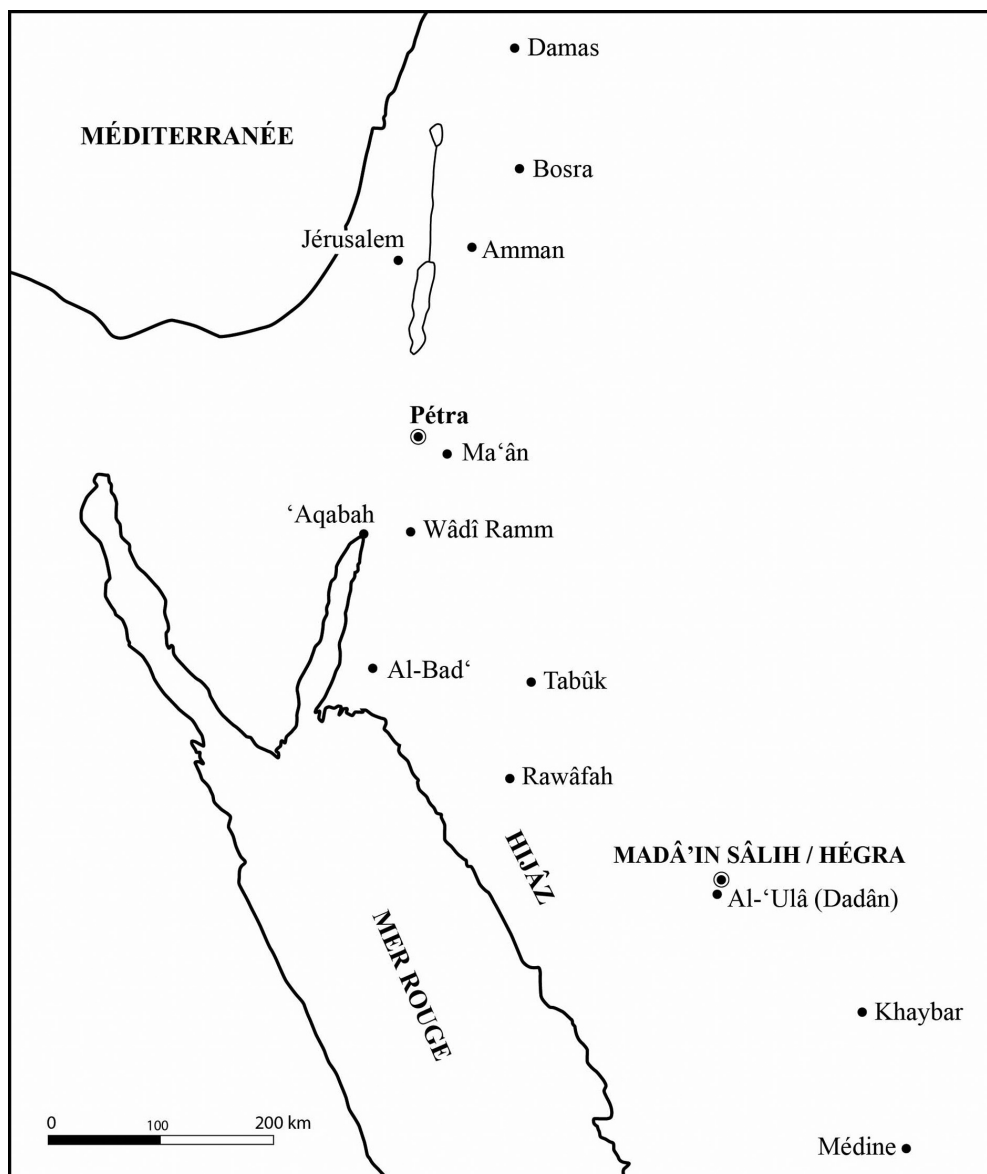 Damas
MÉDITERRANÉE
Bosra
Jérusalem
Amman
Pétra
Ma‘ân
‘Aqabah
Wâdî Ramm
Al-Bad‘
Tabûk
Rawâfah
HIJÂZ
MADÂ’IN SÂLIH / HÉGRA
Al-‘Ulâ (Dadân)
MER ROUGE
Khaybar
0 100 200 km
Médine